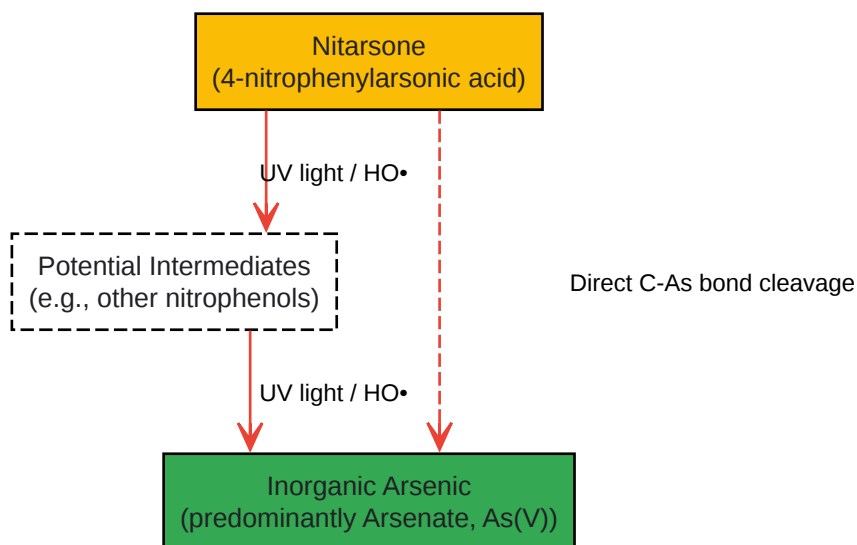 Nitarsone
(4-nitrophenylarsonic acid)
UV light / HO•
Potential Intermediates
(e.g., other nitrophenols)
Direct C-As bond cleavage
UV light / HO•
Inorganic Arsenic
(predominantly Arsenate, As(V))